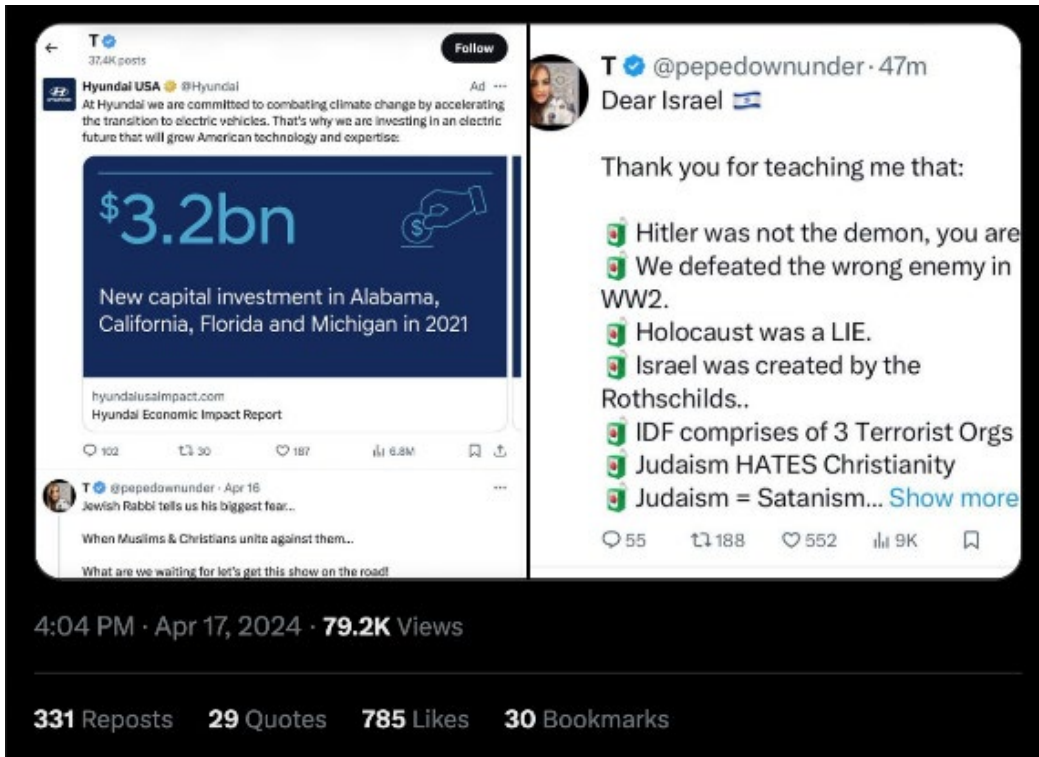 T
37.4K posts
Follow
Hyundai USA @Hyundai
Ad
At Hyundai we are committed to combating climate change by accelerating
the transition to electric vehicles. That's why we are investing in an electric
future that will grow American technology and expertise:
$3.2bn
New capital investment in Alabama,
California, Florida and Michigan in 2021
hyundaiusaimpact.com
Hyundai Economic Impact Report
102 30 187 6.8M
T @pepedownunder · Apr 16
Jewish Rabbi tells us his biggest fear...
When Muslims & Christians unite against them...
What are we waiting for let's get this show on the road!
T @pepedownunder · 47m
Dear Israel
Thank you for teaching me that:
Hitler was not the demon, you are
We defeated the wrong enemy in
WW2.
Holocaust was a LIE.
Israel was created by the
Rothschilds..
IDF comprises of 3 Terrorist Orgs
Judaism HATES Christianity
Judaism = Satanism... Show more
55 188 552 9K
4:04 PM · Apr 17, 2024 · 79.2K Views
331 Reposts 29 Quotes 785 Likes 30 Bookmarks